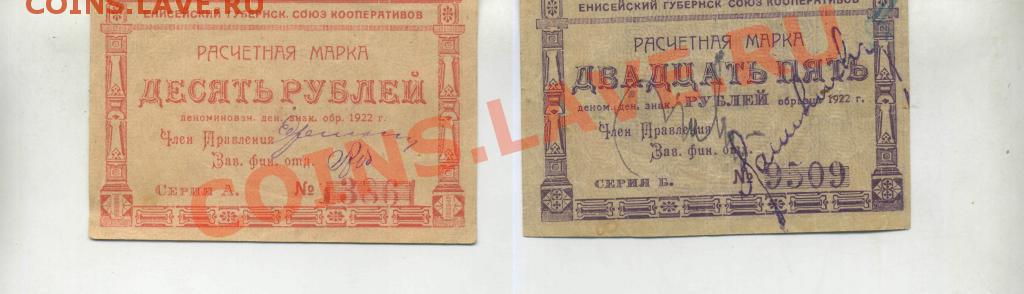 COINS.LAVE.RU
ЕНИСЕЙСКИЙ ГУБЕРНСК. СОЮЗ КООПЕРАТИВОВ
РАСЧЕТНАЯ МАРКА
ДЕСЯТЬ РУБЛЕЙ
деноминован. ден. знак. обр. 1922 г.
Член Правления
Зав. фин. отд.
СЕРИЯ А.
№ 13861
ЕНИСЕЙСКИЙ ГУБЕРНСК. СОЮЗ КООПЕРАТИВОВ
РАСЧЕТНАЯ МАРКА
ДВАДЦАТЬ ПЯТЬ
деном. ден. знак. РУБЛЕЙ образца 1922 г.
Член Правления
Зав. фин. отд.
СЕРИЯ Б.
№ 9509
COINS.LAVE.RU